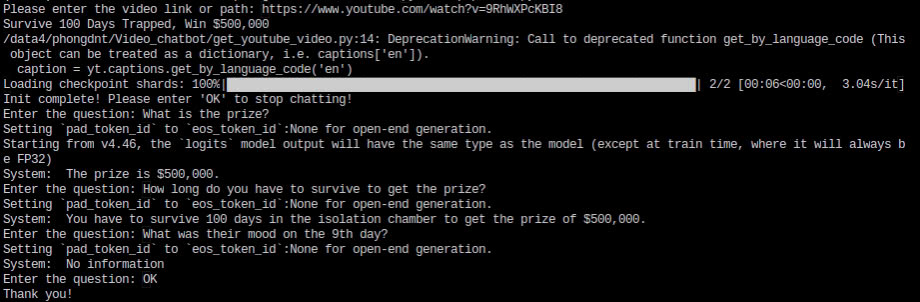 Please enter the video link or path: https://www.youtube.com/watch?v=9RhWXPcKBI8
Survive 100 Days Trapped, Win $500,000
/data4/phongdnt/Video_chatbot/get_youtube_video.py:14: DeprecationWarning: Call to deprecated function get_by_language_code (This
 object can be treated as a dictionary, i.e. captions['en']).
  caption = yt.captions.get_by_language_code('en')
Loading checkpoint shards: 100%|██████████| 2/2 [00:06<00:00,  3.04s/it]
Init complete! Please enter 'OK' to stop chatting!
Enter the question: What is the prize?
Setting `pad_token_id` to `eos_token_id`:None for open-end generation.
Starting from v4.46, the `logits` model output will have the same type as the model (except at train time, where it will always b
e FP32)
System:  The prize is $500,000.
Enter the question: How long do you have to survive to get the prize?
Setting `pad_token_id` to `eos_token_id`:None for open-end generation.
System:  You have to survive 100 days in the isolation chamber to get the prize of $500,000.
Enter the question: What was their mood on the 9th day?
Setting `pad_token_id` to `eos_token_id`:None for open-end generation.
System:  No information
Enter the question: OK
Thank you!